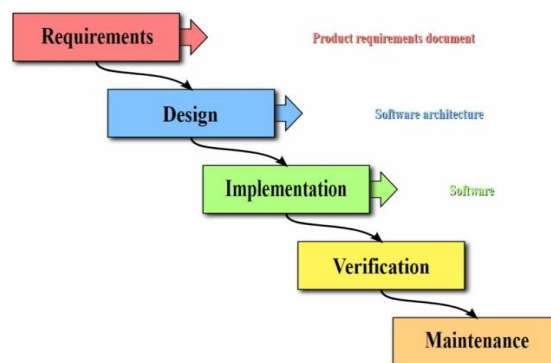 Requirements
Product requirements document
Design
Software architecture
Implementation
Software
Verification
Maintenance